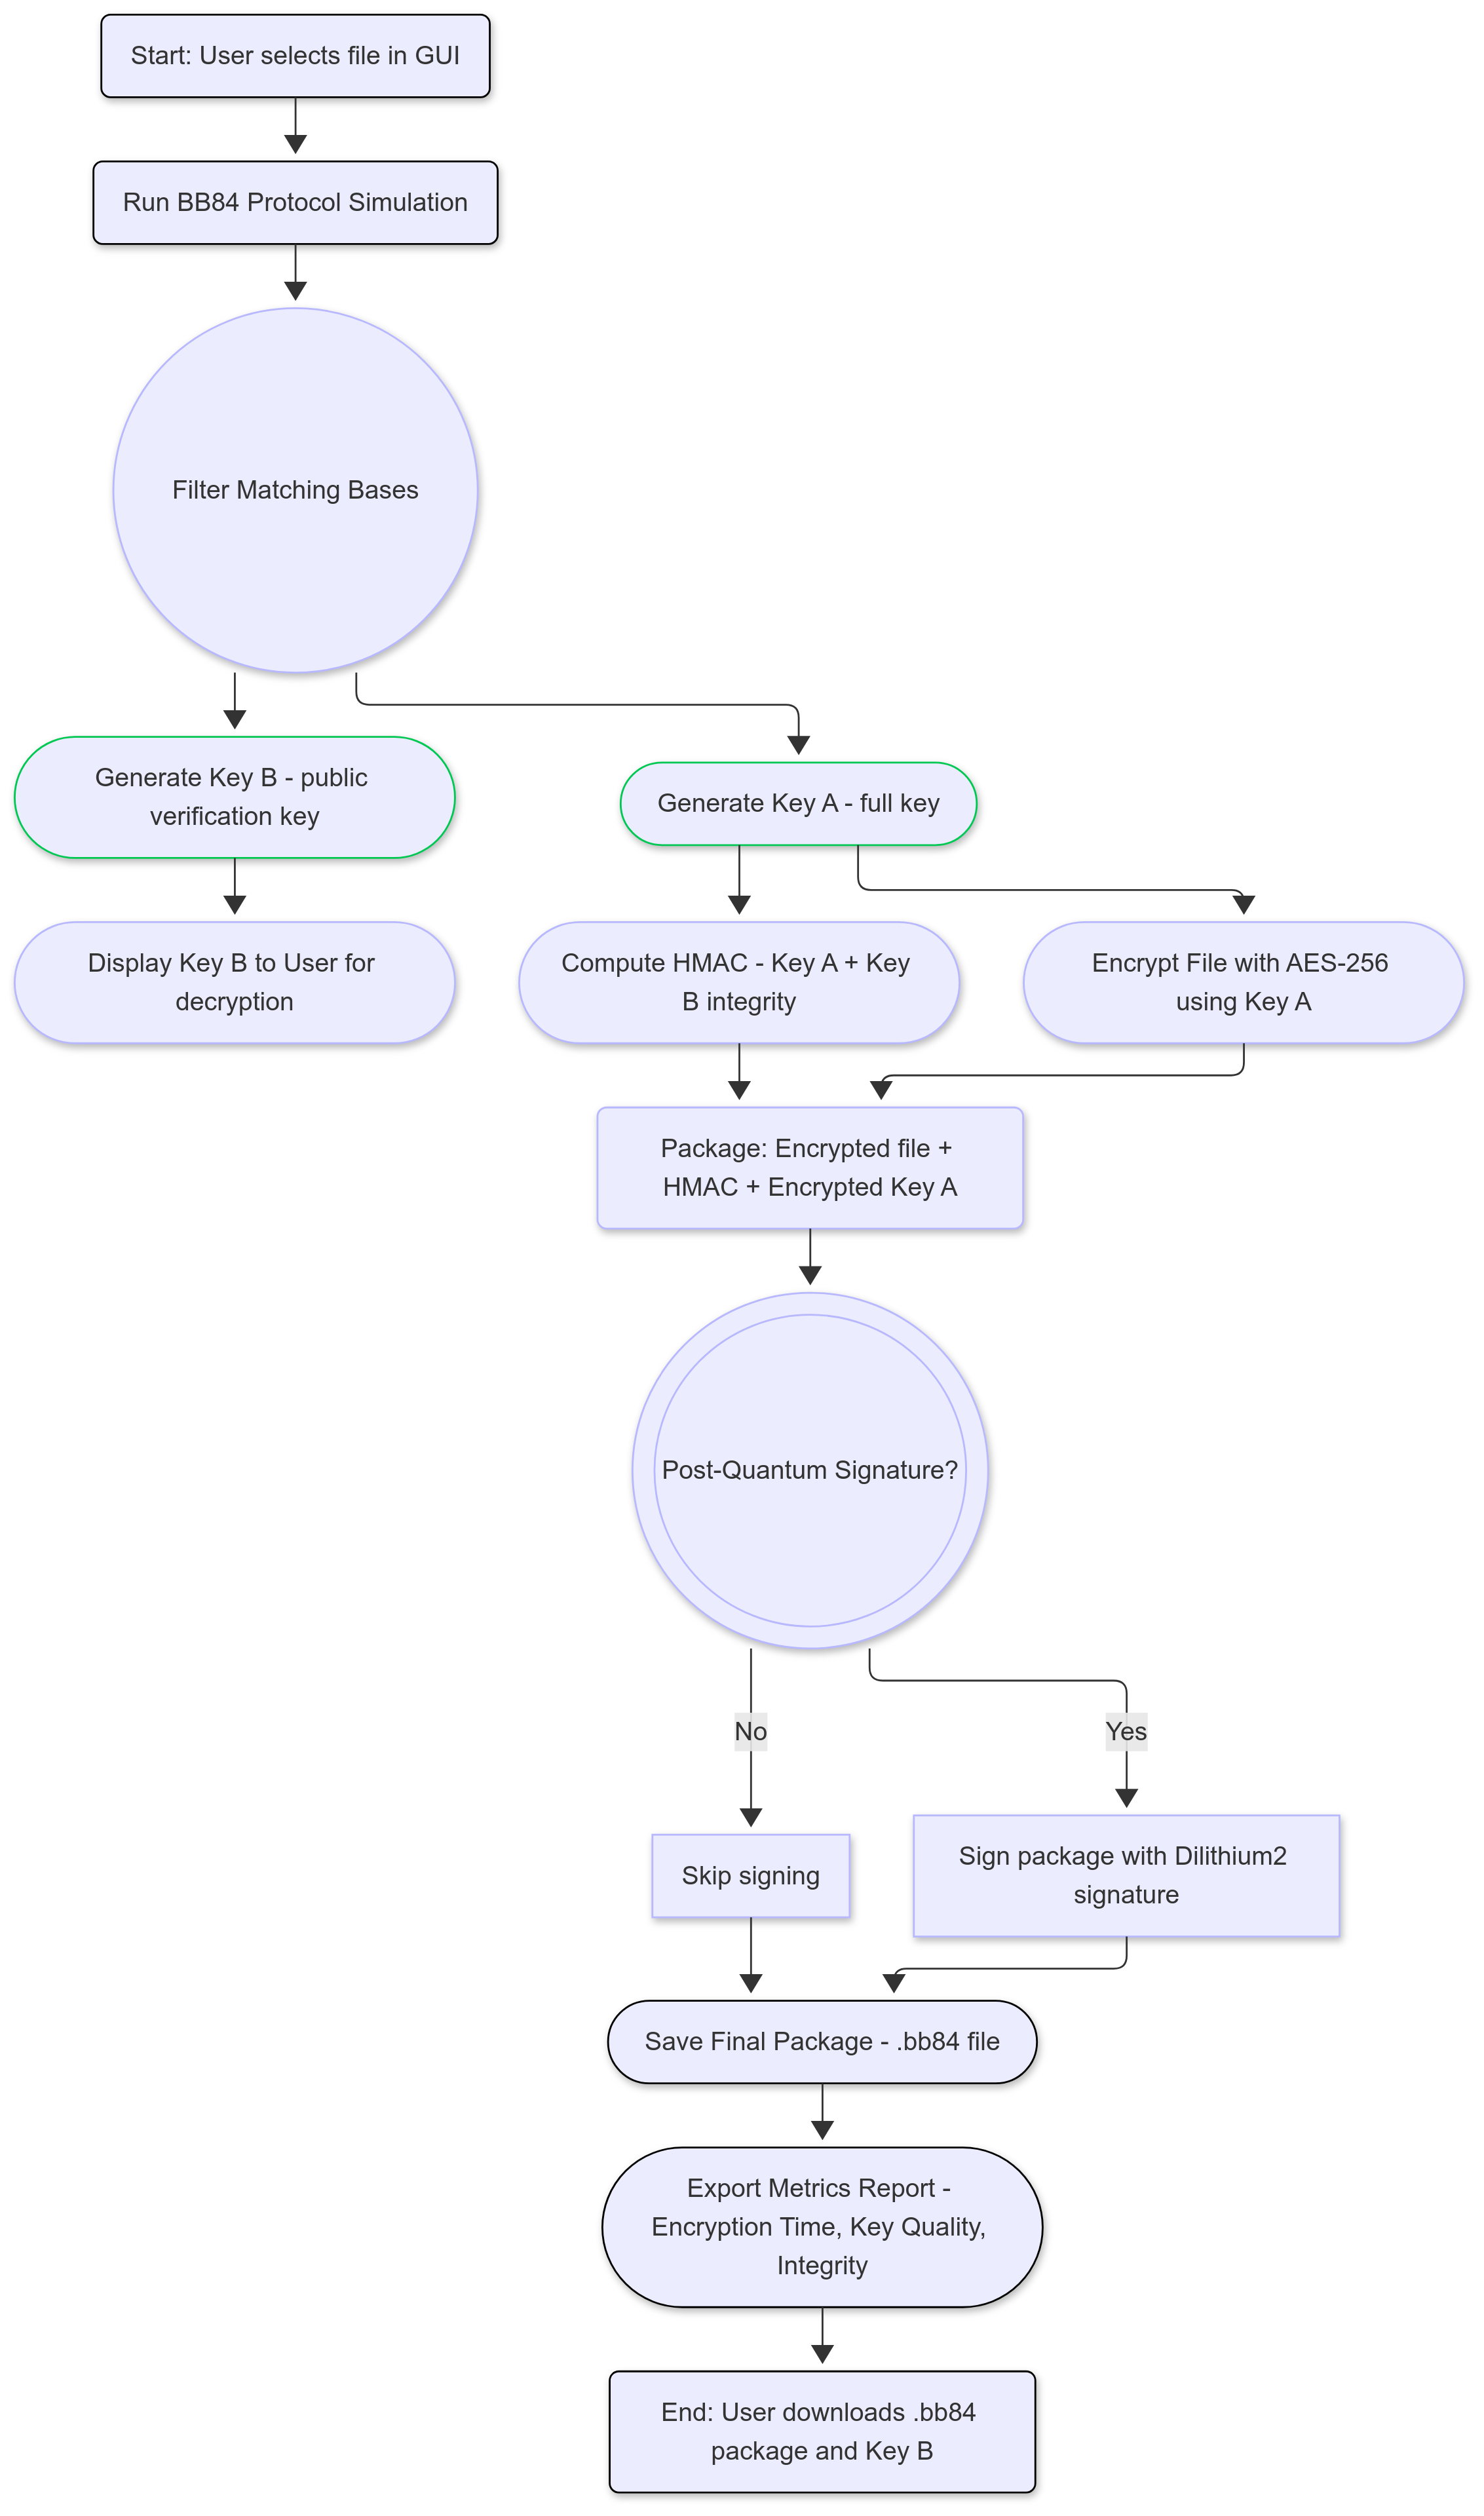 Start: User selects file in GUI
Run BB84 Protocol Simulation
Filter Matching Bases
Generate Key B - public
verification key
Generate Key A - full key
Display Key B to User for
decryption
Compute HMAC - Key A + Key
B integrity
Encrypt File with AES-256
using Key A
Package: Encrypted file +
HMAC + Encrypted Key A
Post-Quantum Signature?
No
Yes
Skip signing
Sign package with Dilithium2
signature
Save Final Package - .bb84 file
Export Metrics Report -
Encryption Time, Key Quality,
Integrity
End: User downloads .bb84
package and Key B